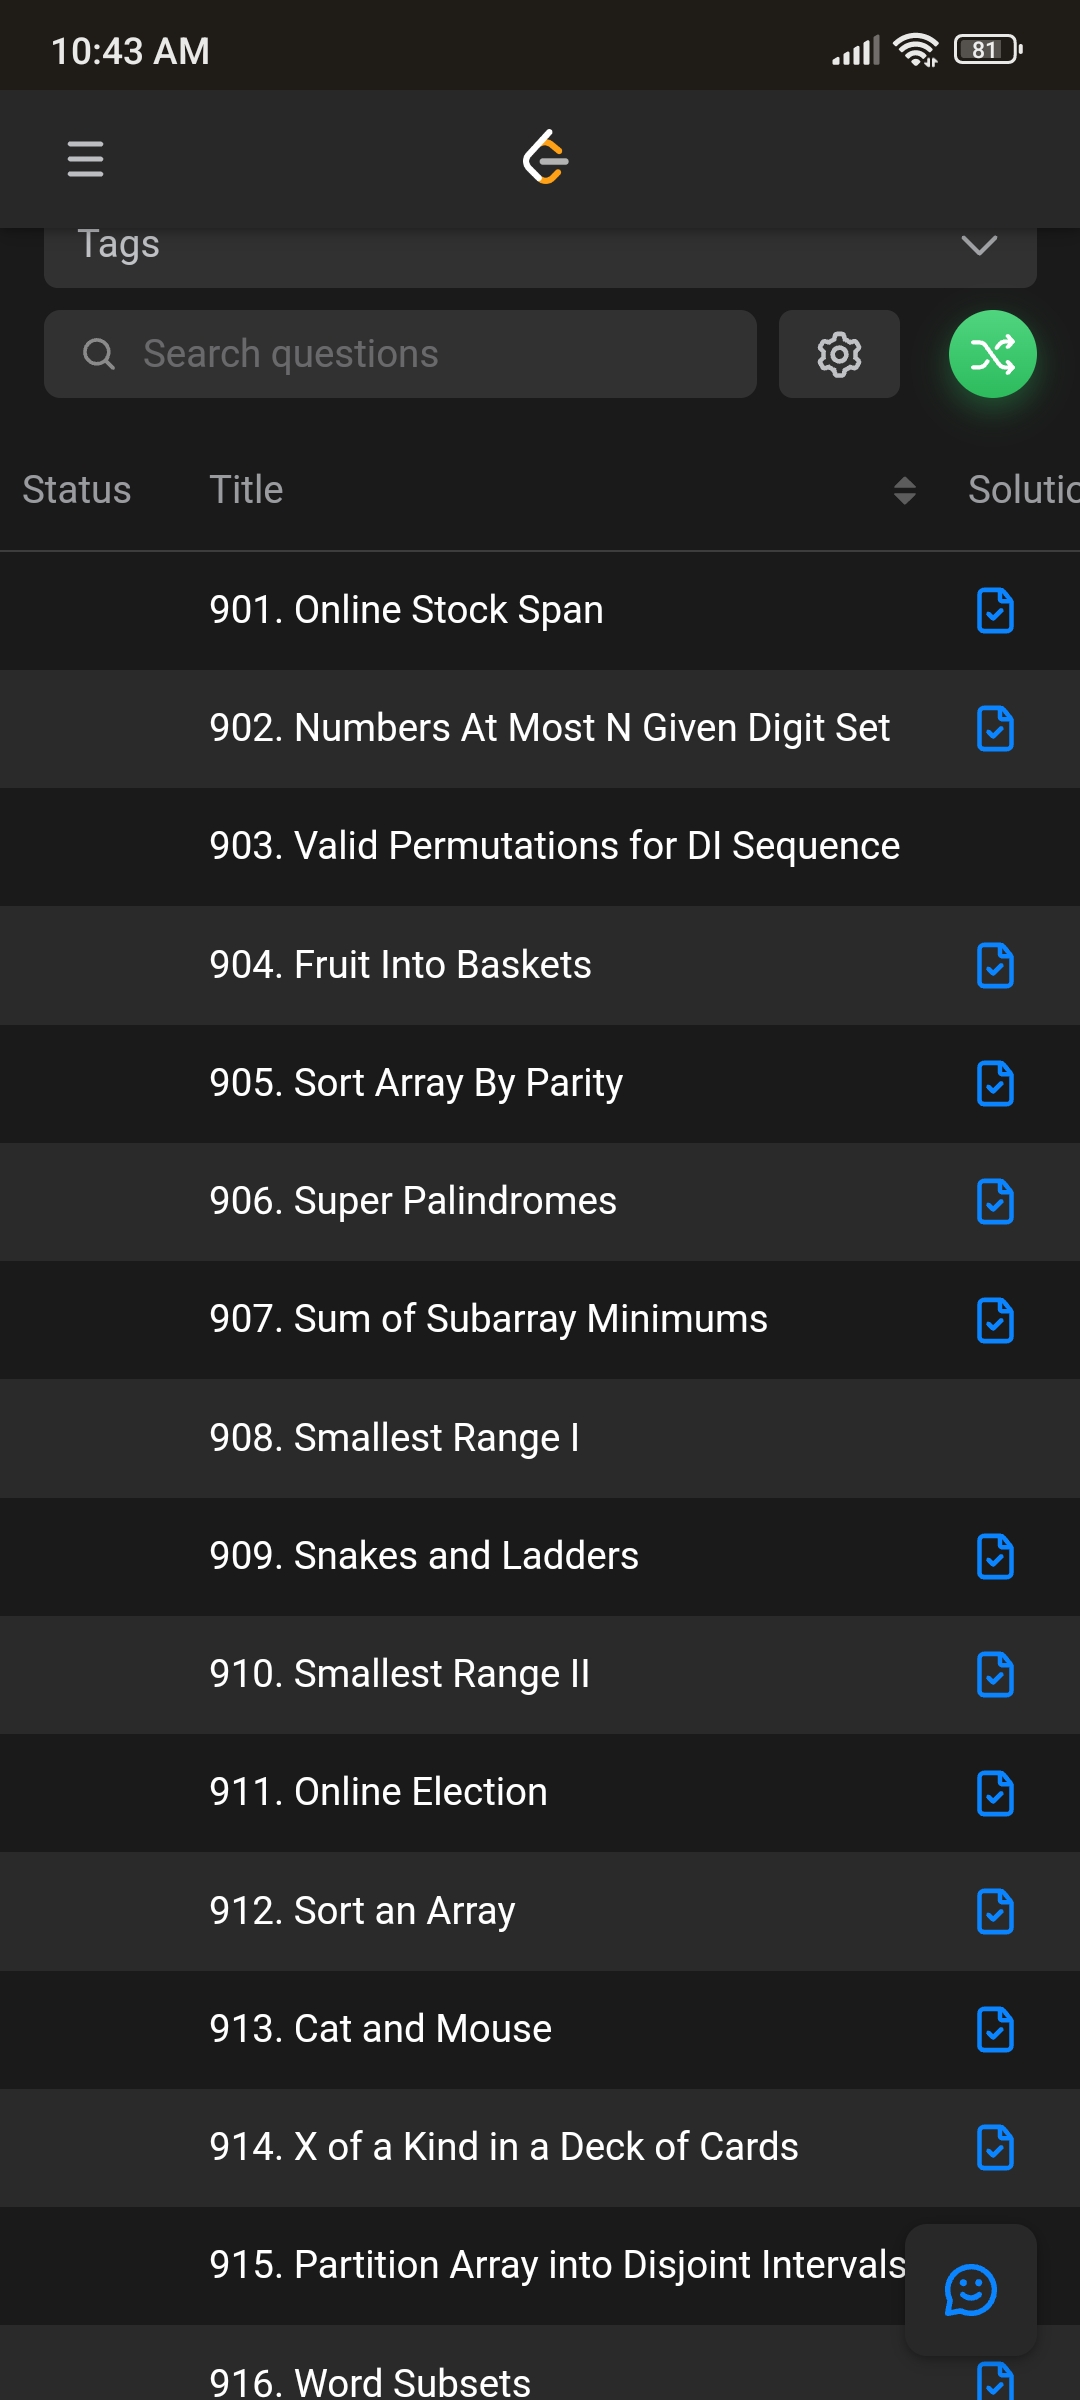 10:43 AM
81
Tags
Search questions
Status Title Solutio
901. Online Stock Span
902. Numbers At Most N Given Digit Set
903. Valid Permutations for DI Sequence
904. Fruit Into Baskets
905. Sort Array By Parity
906. Super Palindromes
907. Sum of Subarray Minimums
908. Smallest Range I
909. Snakes and Ladders
910. Smallest Range II
911. Online Election
912. Sort an Array
913. Cat and Mouse
914. X of a Kind in a Deck of Cards
915. Partition Array into Disjoint Intervals
916. Word Subsets